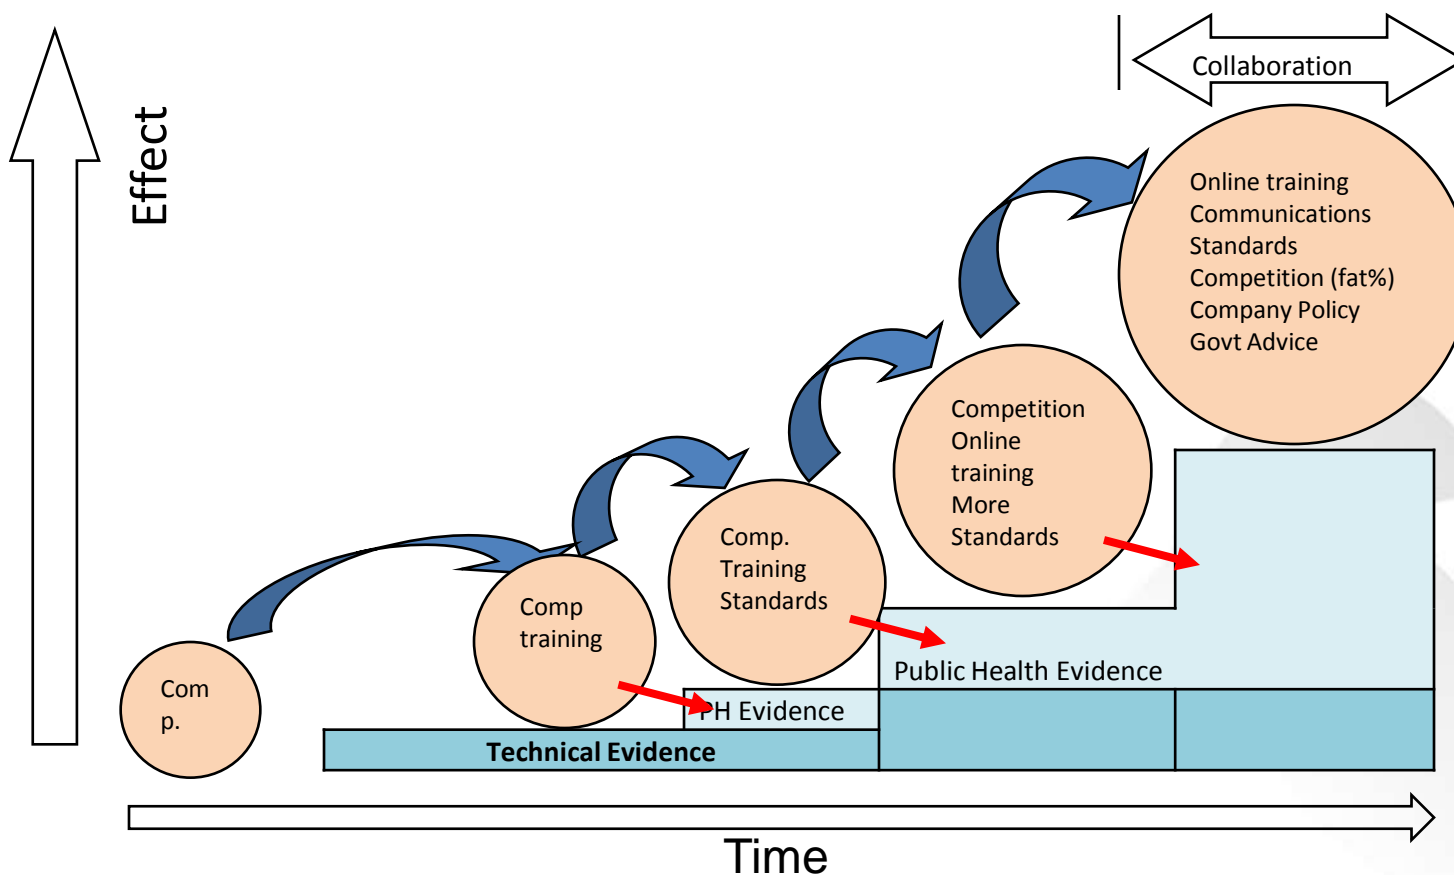 Collaboration
Effect
Online training
Communications
Standards
Competition (fat%)
Company Policy
Govt Advice
Competition
Online
training
More
Standards
Comp.
Training
Standards
Comp
training
Com
p.
Public Health Evidence
PH Evidence
Technical Evidence
Time